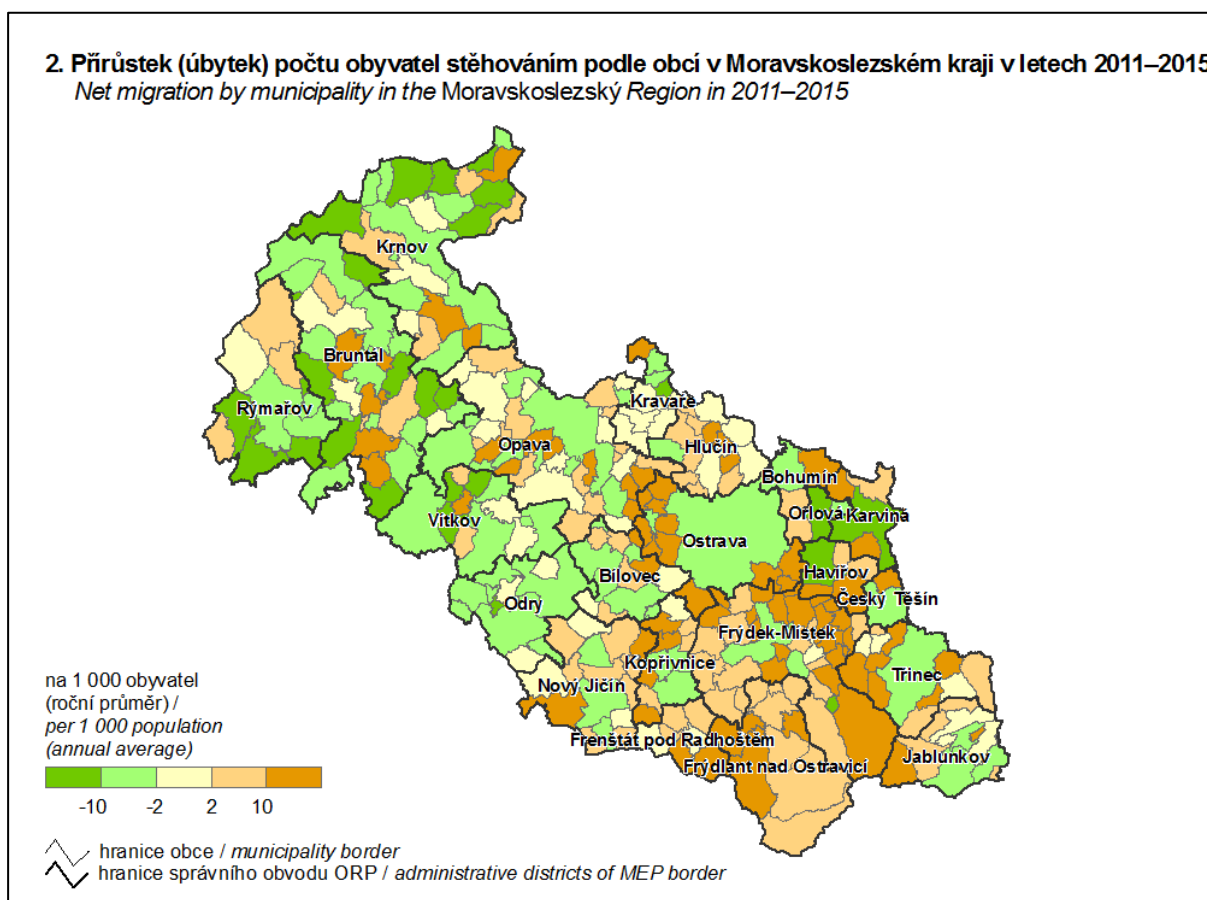 2. Přírůstek (úbytek) počtu obyvatel stěhováním podle obcí v Moravskoslezském kraji v letech 2011–2015
Net migration by municipality in the Moravskoslezský Region in 2011–2015
Krnov
Bruntál
Rýmařov
Kravaře
Opava
Hlučín
Bohumín
Orlová
Karviná
Vítkov
Ostrava
Havířov
Bílovec
Český Těšín
Odry
Frýdek-Místek
Kopřivnice
Třinec
Nový Jičín
Frenštát pod Radhoštěm
Frýdlant nad Ostravicí
Jablunkov
na 1 000 obyvatel
(roční průměr) /
per 1 000 population
(annual average)
-10 -2 2 10
hranice obce / municipality border
hranice správního obvodu ORP / administrative districts of MEP border